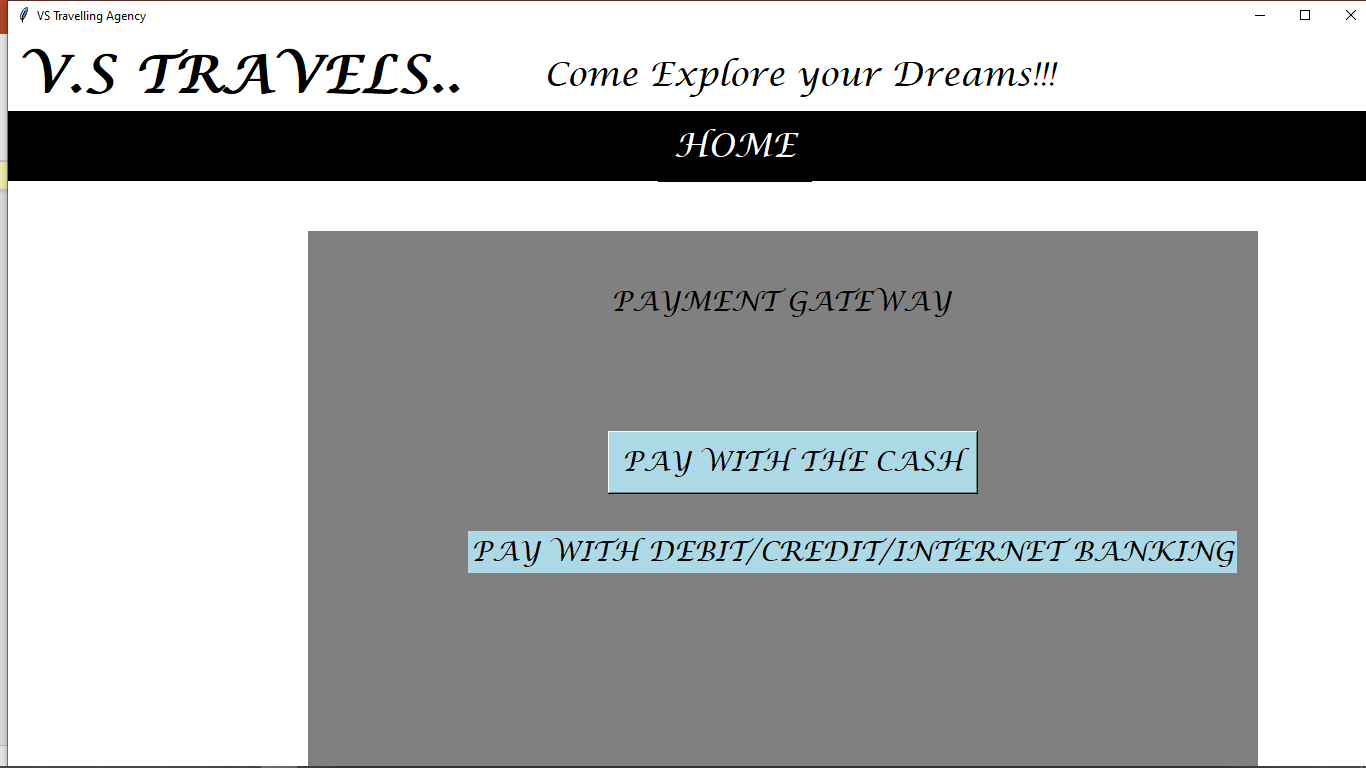 VS Travelling Agency
V.S TRAVELS..
Come Explore your Dreams!!!
HOME
PAYMENT GATEWAY
PAY WITH THE CASH
PAY WITH DEBIT/CREDIT/INTERNET BANKING